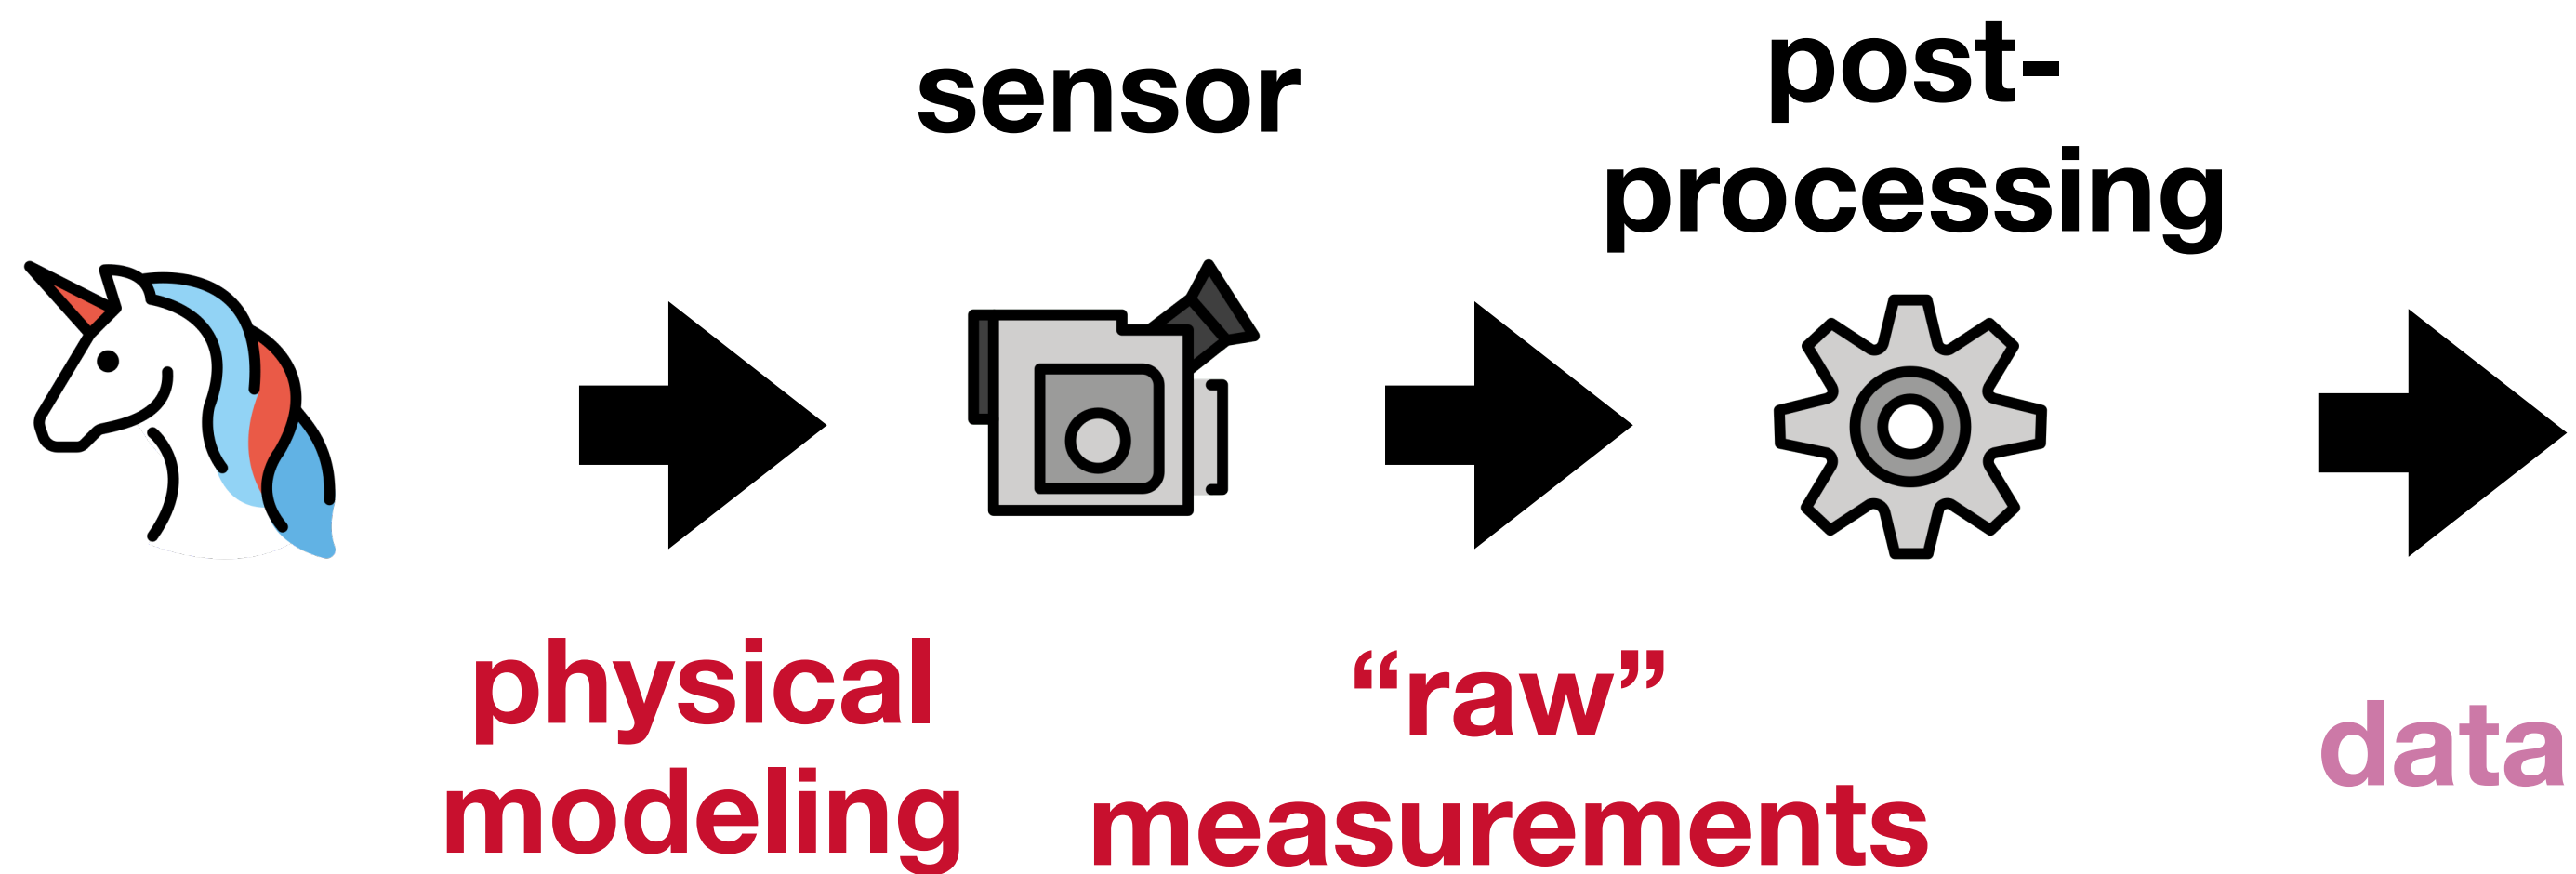 sensor
post-
processing
physical
modeling
“raw”
measurements
data